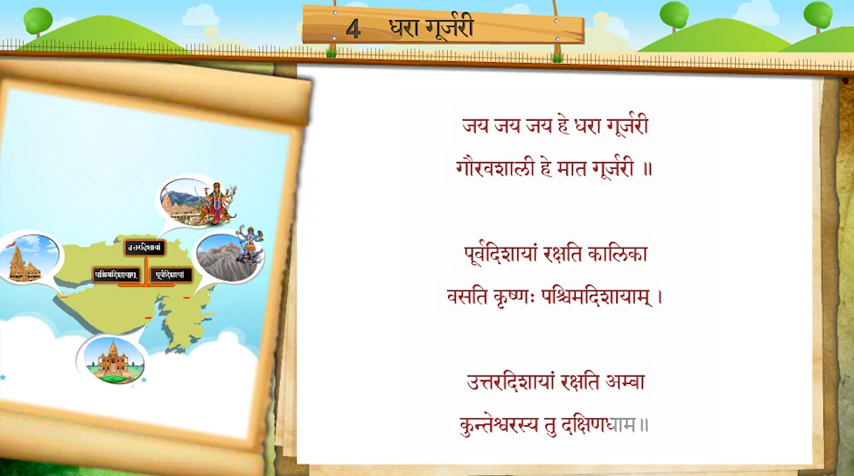 4 धरा गूर्जरी
जय जय जय हे धरा गूर्जरी
गौरवशाली हे मात गूर्जरी ॥
पूर्वदिशायां रक्षति कालिका
वसति कृष्णः पश्चिमदिशायाम् ।
उत्तरदिशायां रक्षति अम्बा
कुन्तेश्वरस्य तु दक्षिणधाम॥
उत्तरदिशायां
पश्चिमदिशायाम्
पूर्वदिशायां